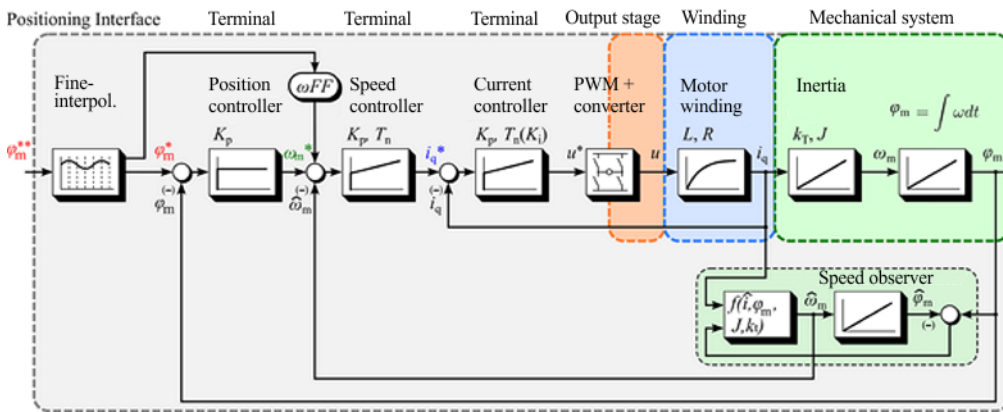 Positioning Interface
Terminal
Terminal
Terminal
Output stage
Winding
Mechanical system
Fine-
interpol.
ωFF
Position
controller
Speed
controller
Current
controller
PWM +
converter
Motor
winding
Inertia
φm = ∫ ωdt
Kp
Kp, Tn
Kp, Tn(Ki)
L, R
kT, J
φm**
φm*
ωm*
iq*
u*
u
iq
ωm
φm
(-)
(-)
(-)
φm
ω̂m
iq
Speed observer
f(î,φm,
J,kt)
ω̂m
φ̂m
(-)